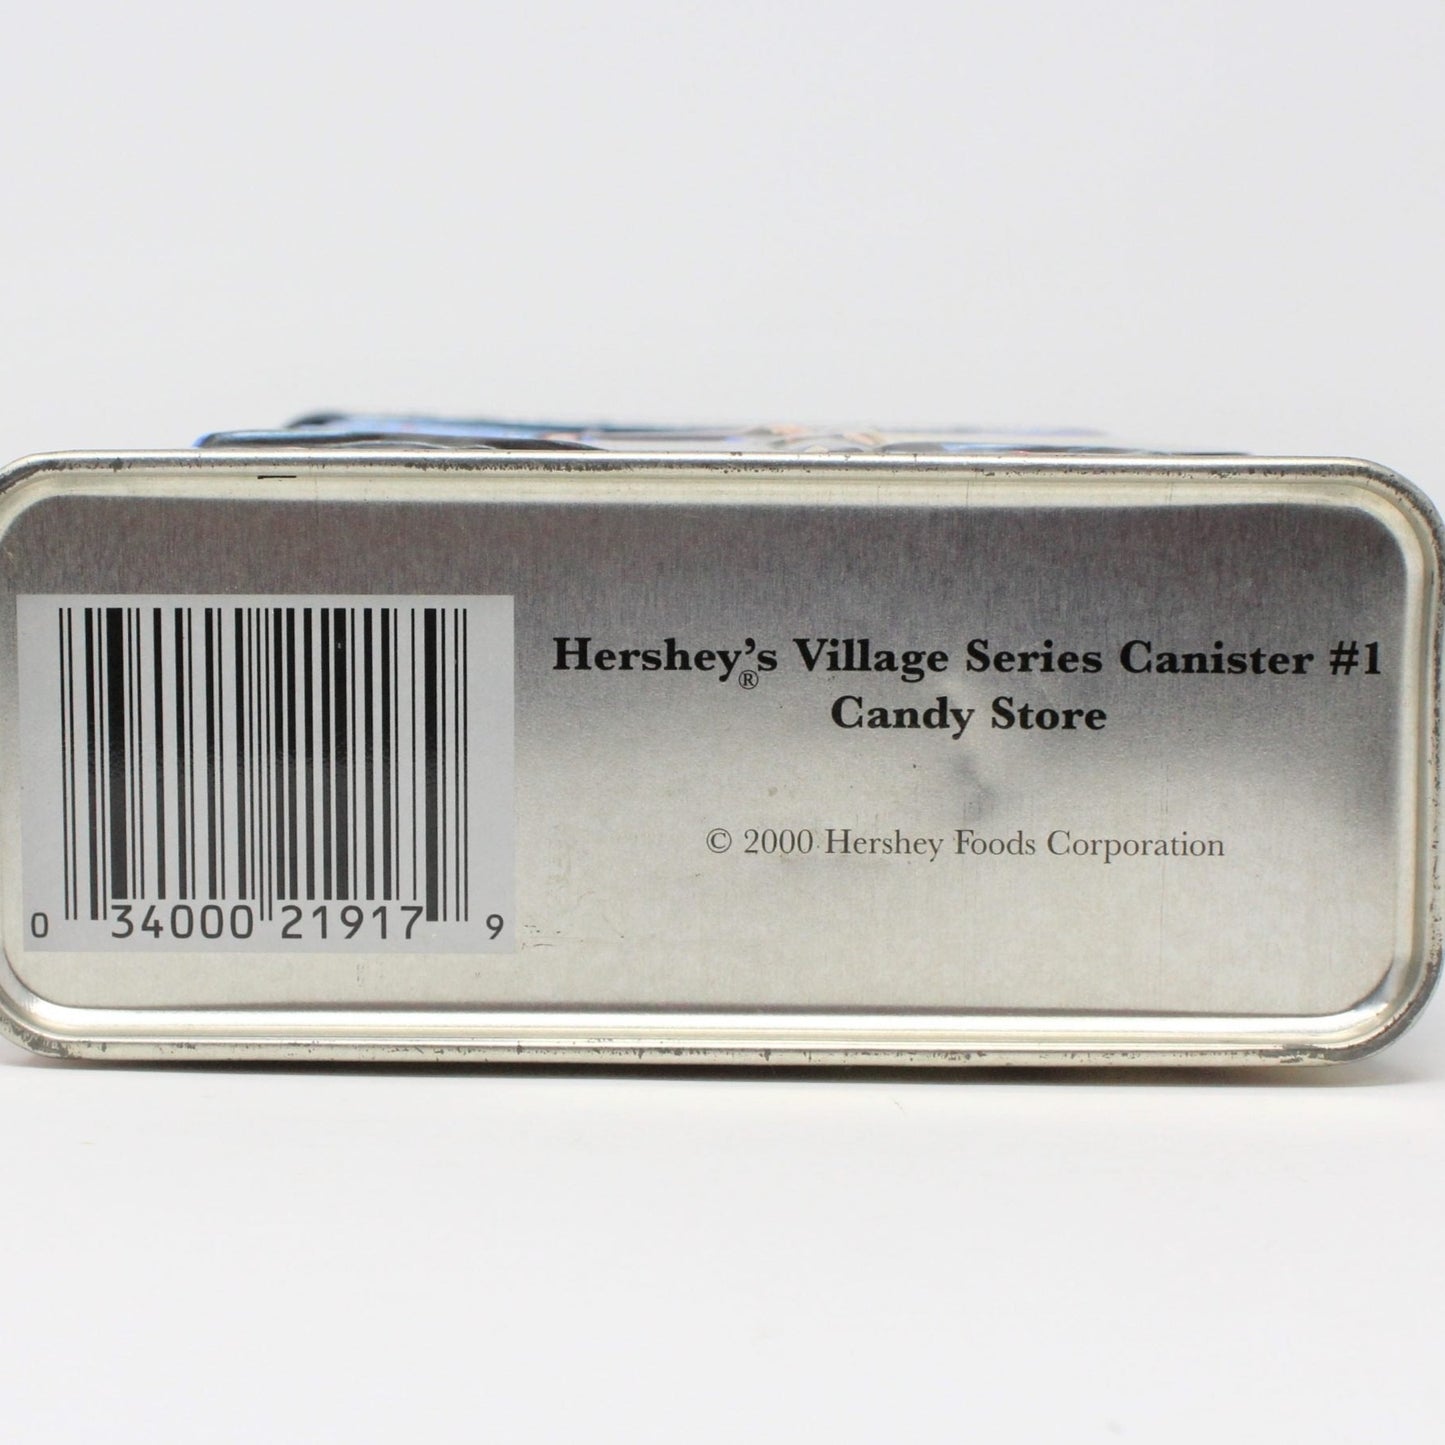 Hershey's® Village Series Canister #1
Candy Store
© 2000 Hershey Foods Corporation
0 34000 21917 9